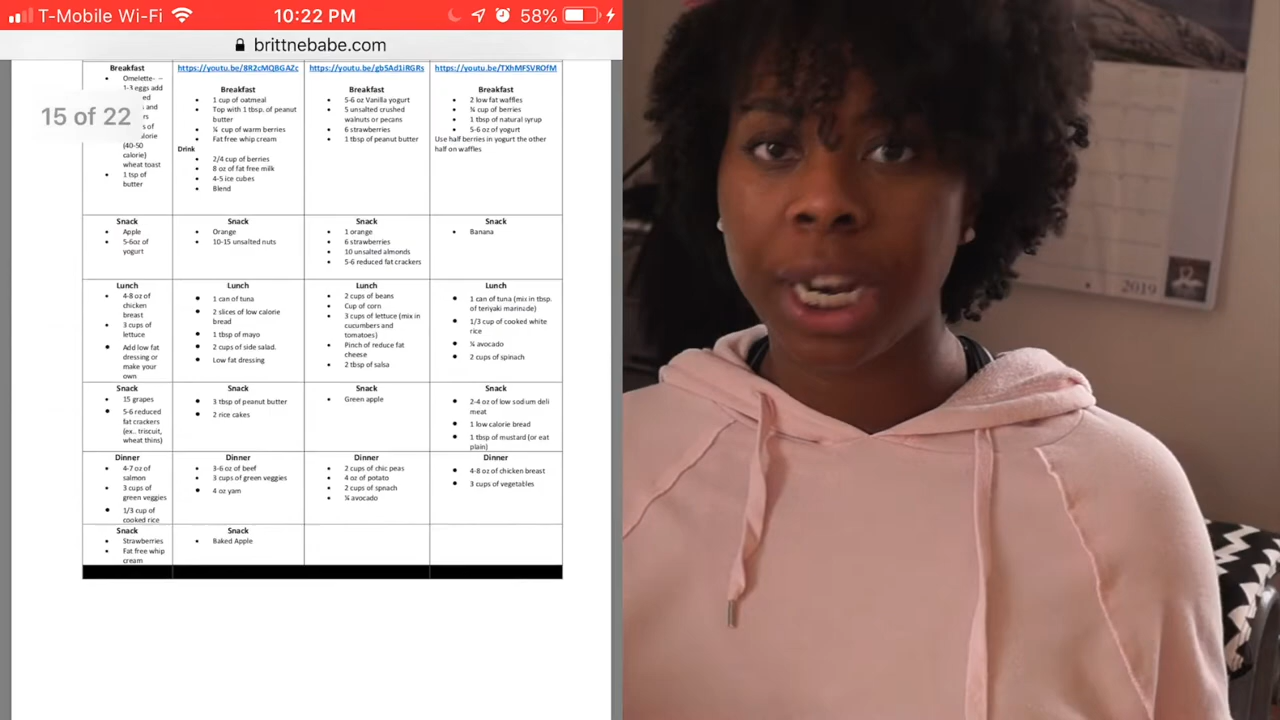 T-Mobile Wi-Fi 10:22 PM 58%
brittnebabe.com
15 of 22
Breakfast
Omelette- –
1-3 eggs add
calorie)
(40-50
calorie)
wheat toast
1 tsp of
butter
https://youtu.be/8R2cMQBGAZc
Breakfast
1 cup of oatmeal
Top with 1 tbsp. of peanut
butter
¼ cup of warm berries
Fat free whip cream
Drink
2/4 cup of berries
8 oz of fat free milk
4-5 ice cubes
Blend
https://youtu.be/gbSAd1iRGRs
Breakfast
5-6 oz Vanilla yogurt
5 unsalted crushed
walnuts or pecans
6 strawberries
1 tbsp of peanut butter
https://youtu.be/TXhMFSVROfM
Breakfast
2 low fat waffles
¾ cup of berries
1 tbsp of natural syrup
5-6 oz of yogurt
Use half berries in yogurt the other
half on waffles
Snack
Apple
5-6oz of
yogurt
Snack
Orange
10-15 unsalted nuts
Snack
1 orange
6 strawberries
10 unsalted almonds
5-6 reduced fat crackers
Snack
Banana
Lunch
4-8 oz of
chicken
breast
3 cups of
lettuce
Add low fat
dressing or
make your
own
Lunch
1 can of tuna
2 slices of low calorie
bread
1 tbsp of mayo
2 cups of side salad.
Low fat dressing
Lunch
2 cups of beans
Cup of corn
3 cups of lettuce (mix in
cucumbers and
tomatoes)
Pinch of reduce fat
cheese
2 tbsp of salsa
Lunch
1 can of tuna (mix in tbsp.
of teriyaki marinude)
1/3 cup of cooked white
rice
¼ avocado
2 cups of spinach
Snack
15 grapes
5-6 reduced
fat crackers
(ex.. triscuit,
wheat thins)
Snack
3 tbsp of peanut butter
2 rice cakes
Snack
Green apple
Snack
2-4 oz of low sodium deli
meat
1 low calorie bread
1 tbsp of mustard (or eat
plain)
Dinner
4-7 oz of
salmon
3 cups of
green veggies
1/3 cup of
cooked rice
Dinner
3-6 oz of beef
3 cups of green veggies
4 oz yam
Dinner
2 cups of chic peas
4 oz of potato
2 cups of spnach
¼ avocado
Dinner
4-8 oz of chicken breast
3 cups of vegetables
Snack
Strawberries
Fat free whip
cream
Snack
Baked Apple
2019